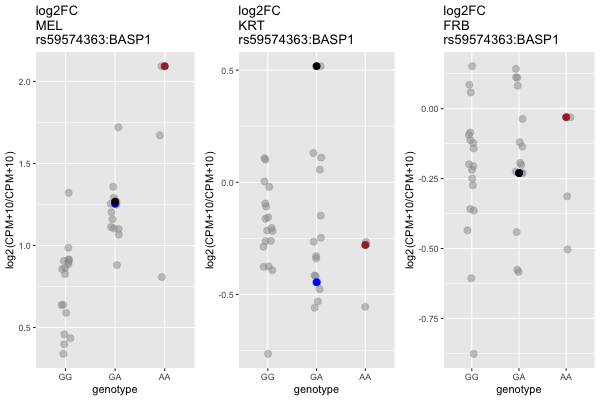 log2FC
MEL
rs59574363:BASP1
log2(CPM+10/CPM+10)
2.0
1.5
1.0
0.5
GG
GA
AA
genotype
log2FC
KRT
rs59574363:BASP1
log2(CPM+10/CPM+10)
0.5
0.0
-0.5
GG
GA
AA
genotype
log2FC
FRB
rs59574363:BASP1
log2(CPM+10/CPM+10)
0.00
-0.25
-0.50
-0.75
GG
GA
AA
genotype